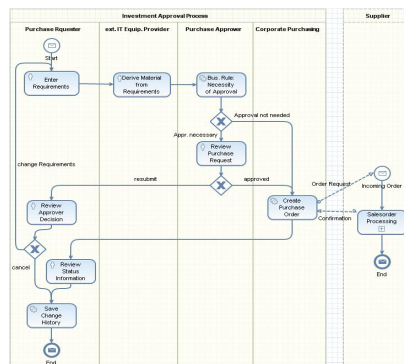 Investment Approval Process
Supplier
Purchase Requester
ext. IT Equip. Provider
Purchase Approver
Corporate Purchasing
Start
Enter
Requirements
Derive Material
from
Requirements
Bus. Rule:
Necessity
of Approval
Approval not needed
Appr. necessary
Review
Purchase
Request
change Requirements
resubmit
approved
Order Request
Incoming Order
Review
Approver
Decision
Create
Purchase
Order
Confirmation
Salesorder
Processing
cancel
Review
Status
Information
End
Save
Change
History
End